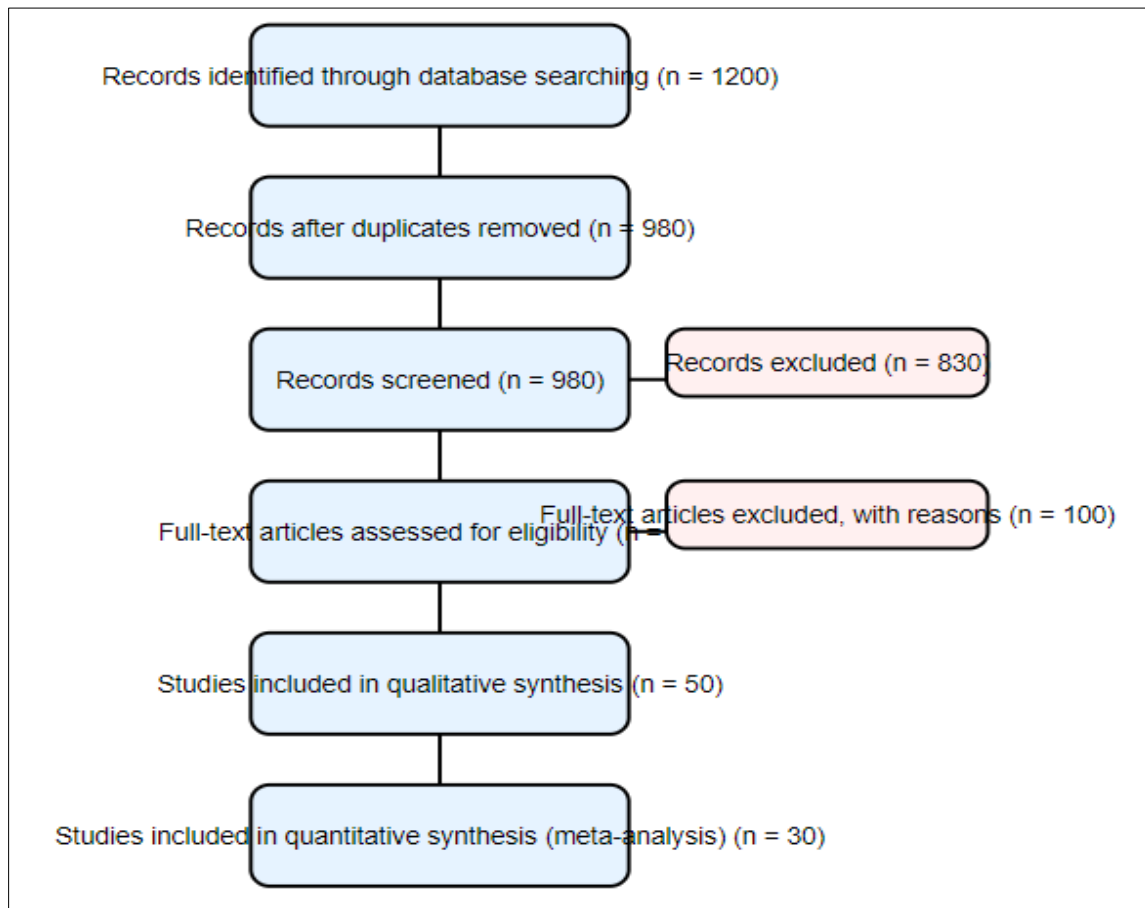 Records identified through database searching (n = 1200)
Records after duplicates removed (n = 980)
Records screened (n = 980)
Records excluded (n = 830)
Full-text articles assessed for eligibility (n =
Full-text articles excluded, with reasons (n = 100)
Studies included in qualitative synthesis (n = 50)
Studies included in quantitative synthesis (meta-analysis) (n = 30)